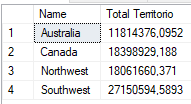 Name Total Territorio
1 Australia 11814376,0952
2 Canada 18398929,188
3 Northwest 18061660,371
4 Southwest 27150594,5893